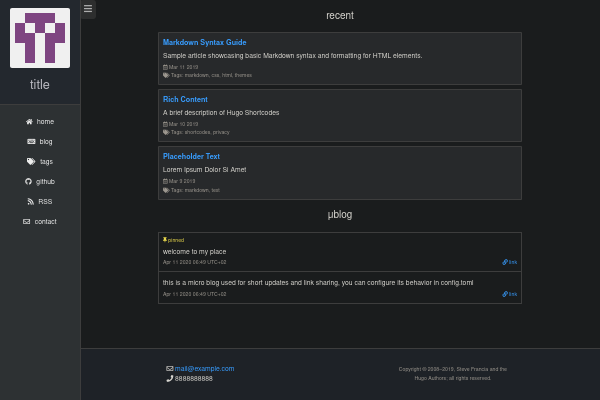 title
home
blog
tags
github
RSS
contact
recent
Markdown Syntax Guide
Sample article showcasing basic Markdown syntax and formatting for HTML elements.
Mar 11 2019
Tags: markdown, css, html, themes
Rich Content
A brief description of Hugo Shortcodes
Mar 10 2019
Tags: shortcodes, privacy
Placeholder Text
Lorem Ipsum Dolor Si Amet
Mar 9 2019
Tags: markdown, text
μblog
pinned
welcome to my place
Apr 11 2020 06:49 UTC+02
link
this is a micro blog used for short updates and link sharing, you can configure its behavior in config.toml
Apr 11 2020 06:49 UTC+02
link
mail@example.com
8888888888
Copyright © 2008–2019, Steve Francia and the
Hugo Authors; all rights reserved.